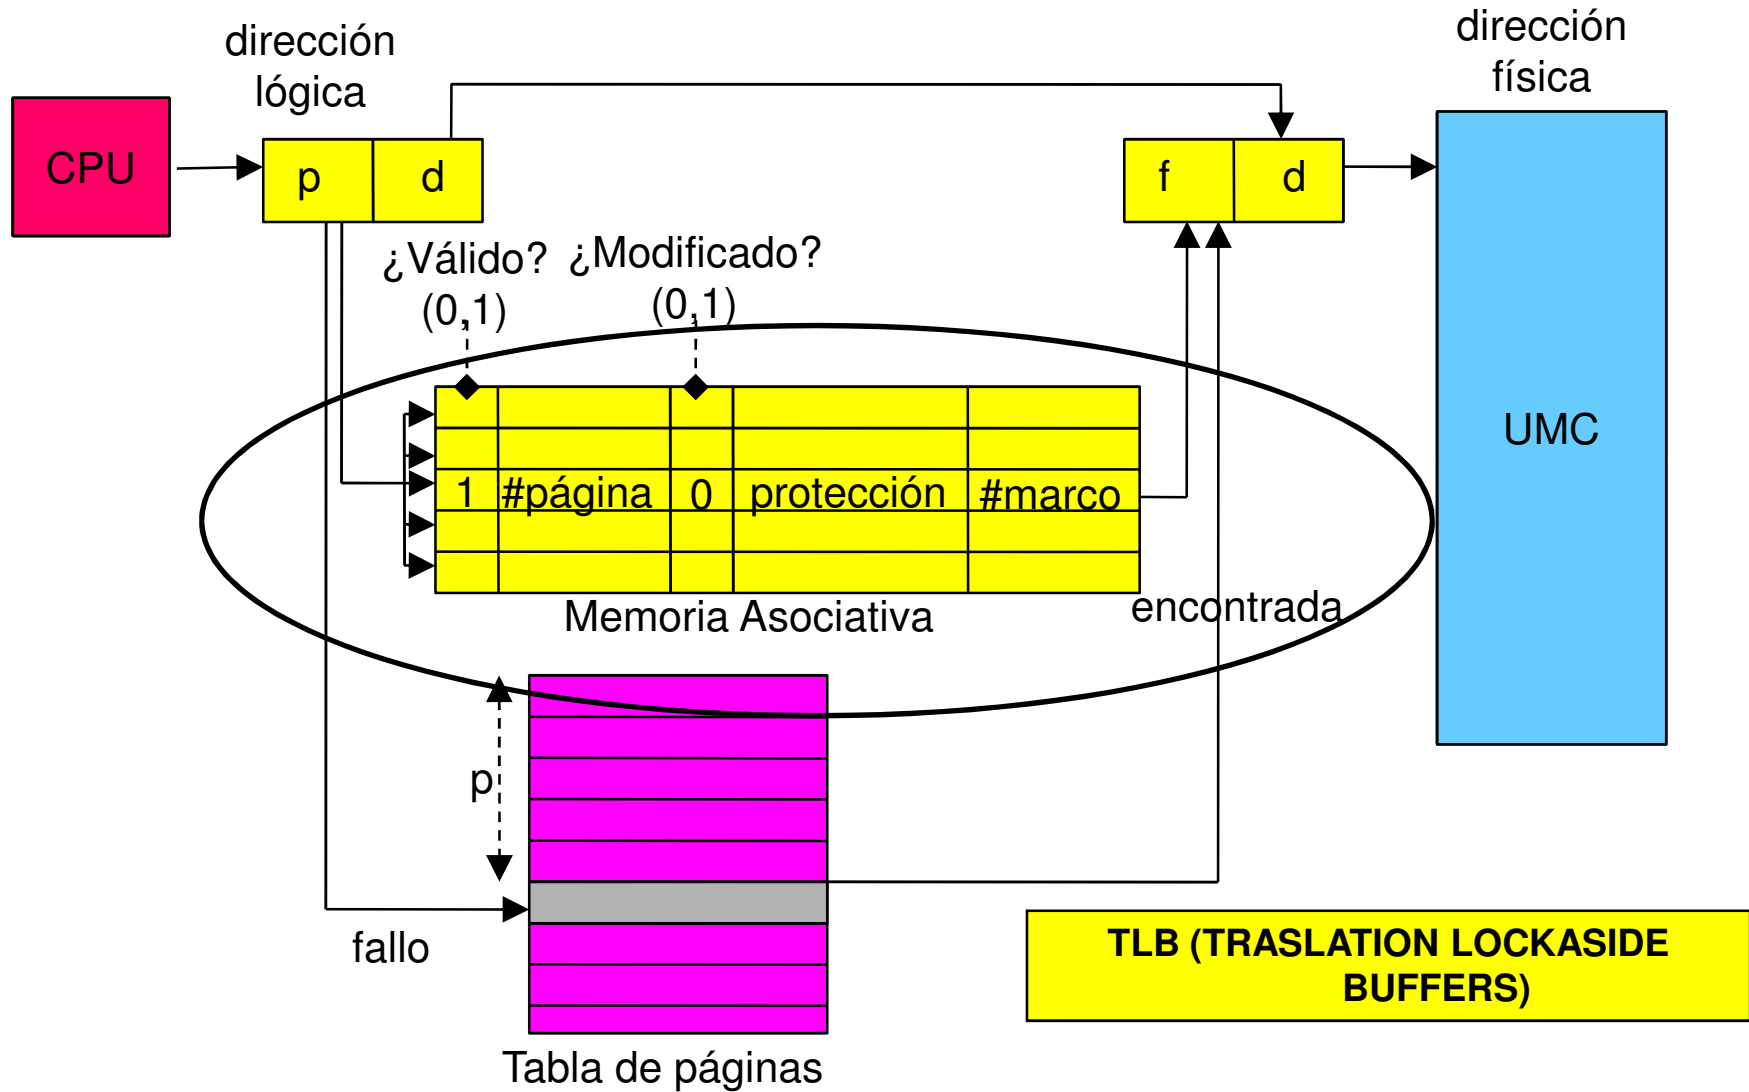 dirección
lógica
dirección
física
CPU
p
d
f
d
¿Válido?
(0,1)
¿Modificado?
(0,1)
UMC
1
#página
0
protección
#marco
Memoria Asociativa
encontrada
p
fallo
TLB (TRASLATION LOCKASIDE
BUFFERS)
Tabla de páginas